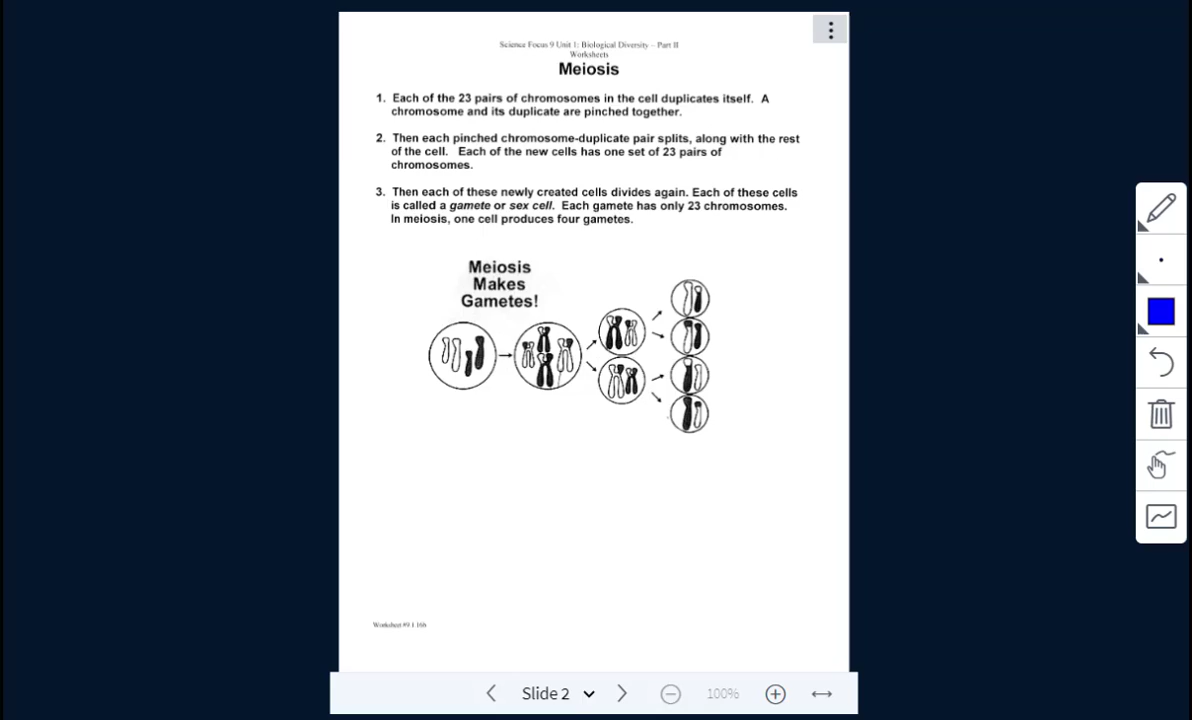 Science Focus 9 Unit 1: Biological Diversity – Part II
Worksheets
Meiosis
1. Each of the 23 pairs of chromosomes in the cell duplicates itself. A
chromosome and its duplicate are pinched together.
2. Then each pinched chromosome-duplicate pair splits, along with the rest
of the cell. Each of the new cells has one set of 23 pairs of
chromosomes.
3. Then each of these newly created cells divides again. Each of these cells
is called a gamete or sex cell. Each gamete has only 23 chromosomes.
In meiosis, one cell produces four gametes.
Meiosis
Makes
Gametes!
Slide 2
100%